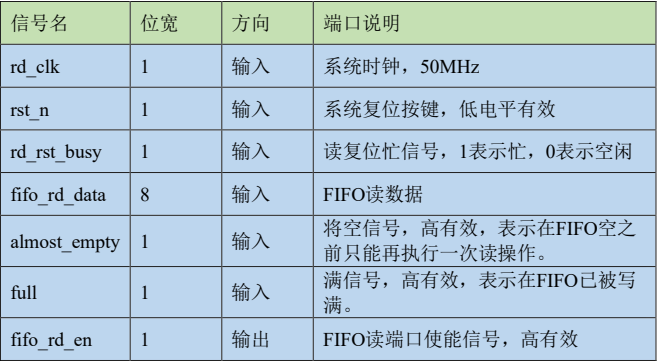 信号名 位宽 方向 端口说明
rd_clk 1 输入 系统时钟，50MHz
rst_n 1 输入 系统复位按键，低电平有效
rd_rst_busy 1 输入 读复位忙信号，1表示忙，0表示空闲
fifo_rd_data 8 输入 FIFO读数据
almost_empty 1 输入 将空信号，高有效，表示在FIFO空之
前只能再执行一次读操作。
full 1 输入 满信号，高有效，表示在FIFO已被写
满。
fifo_rd_en 1 输出 FIFO读端口使能信号，高有效